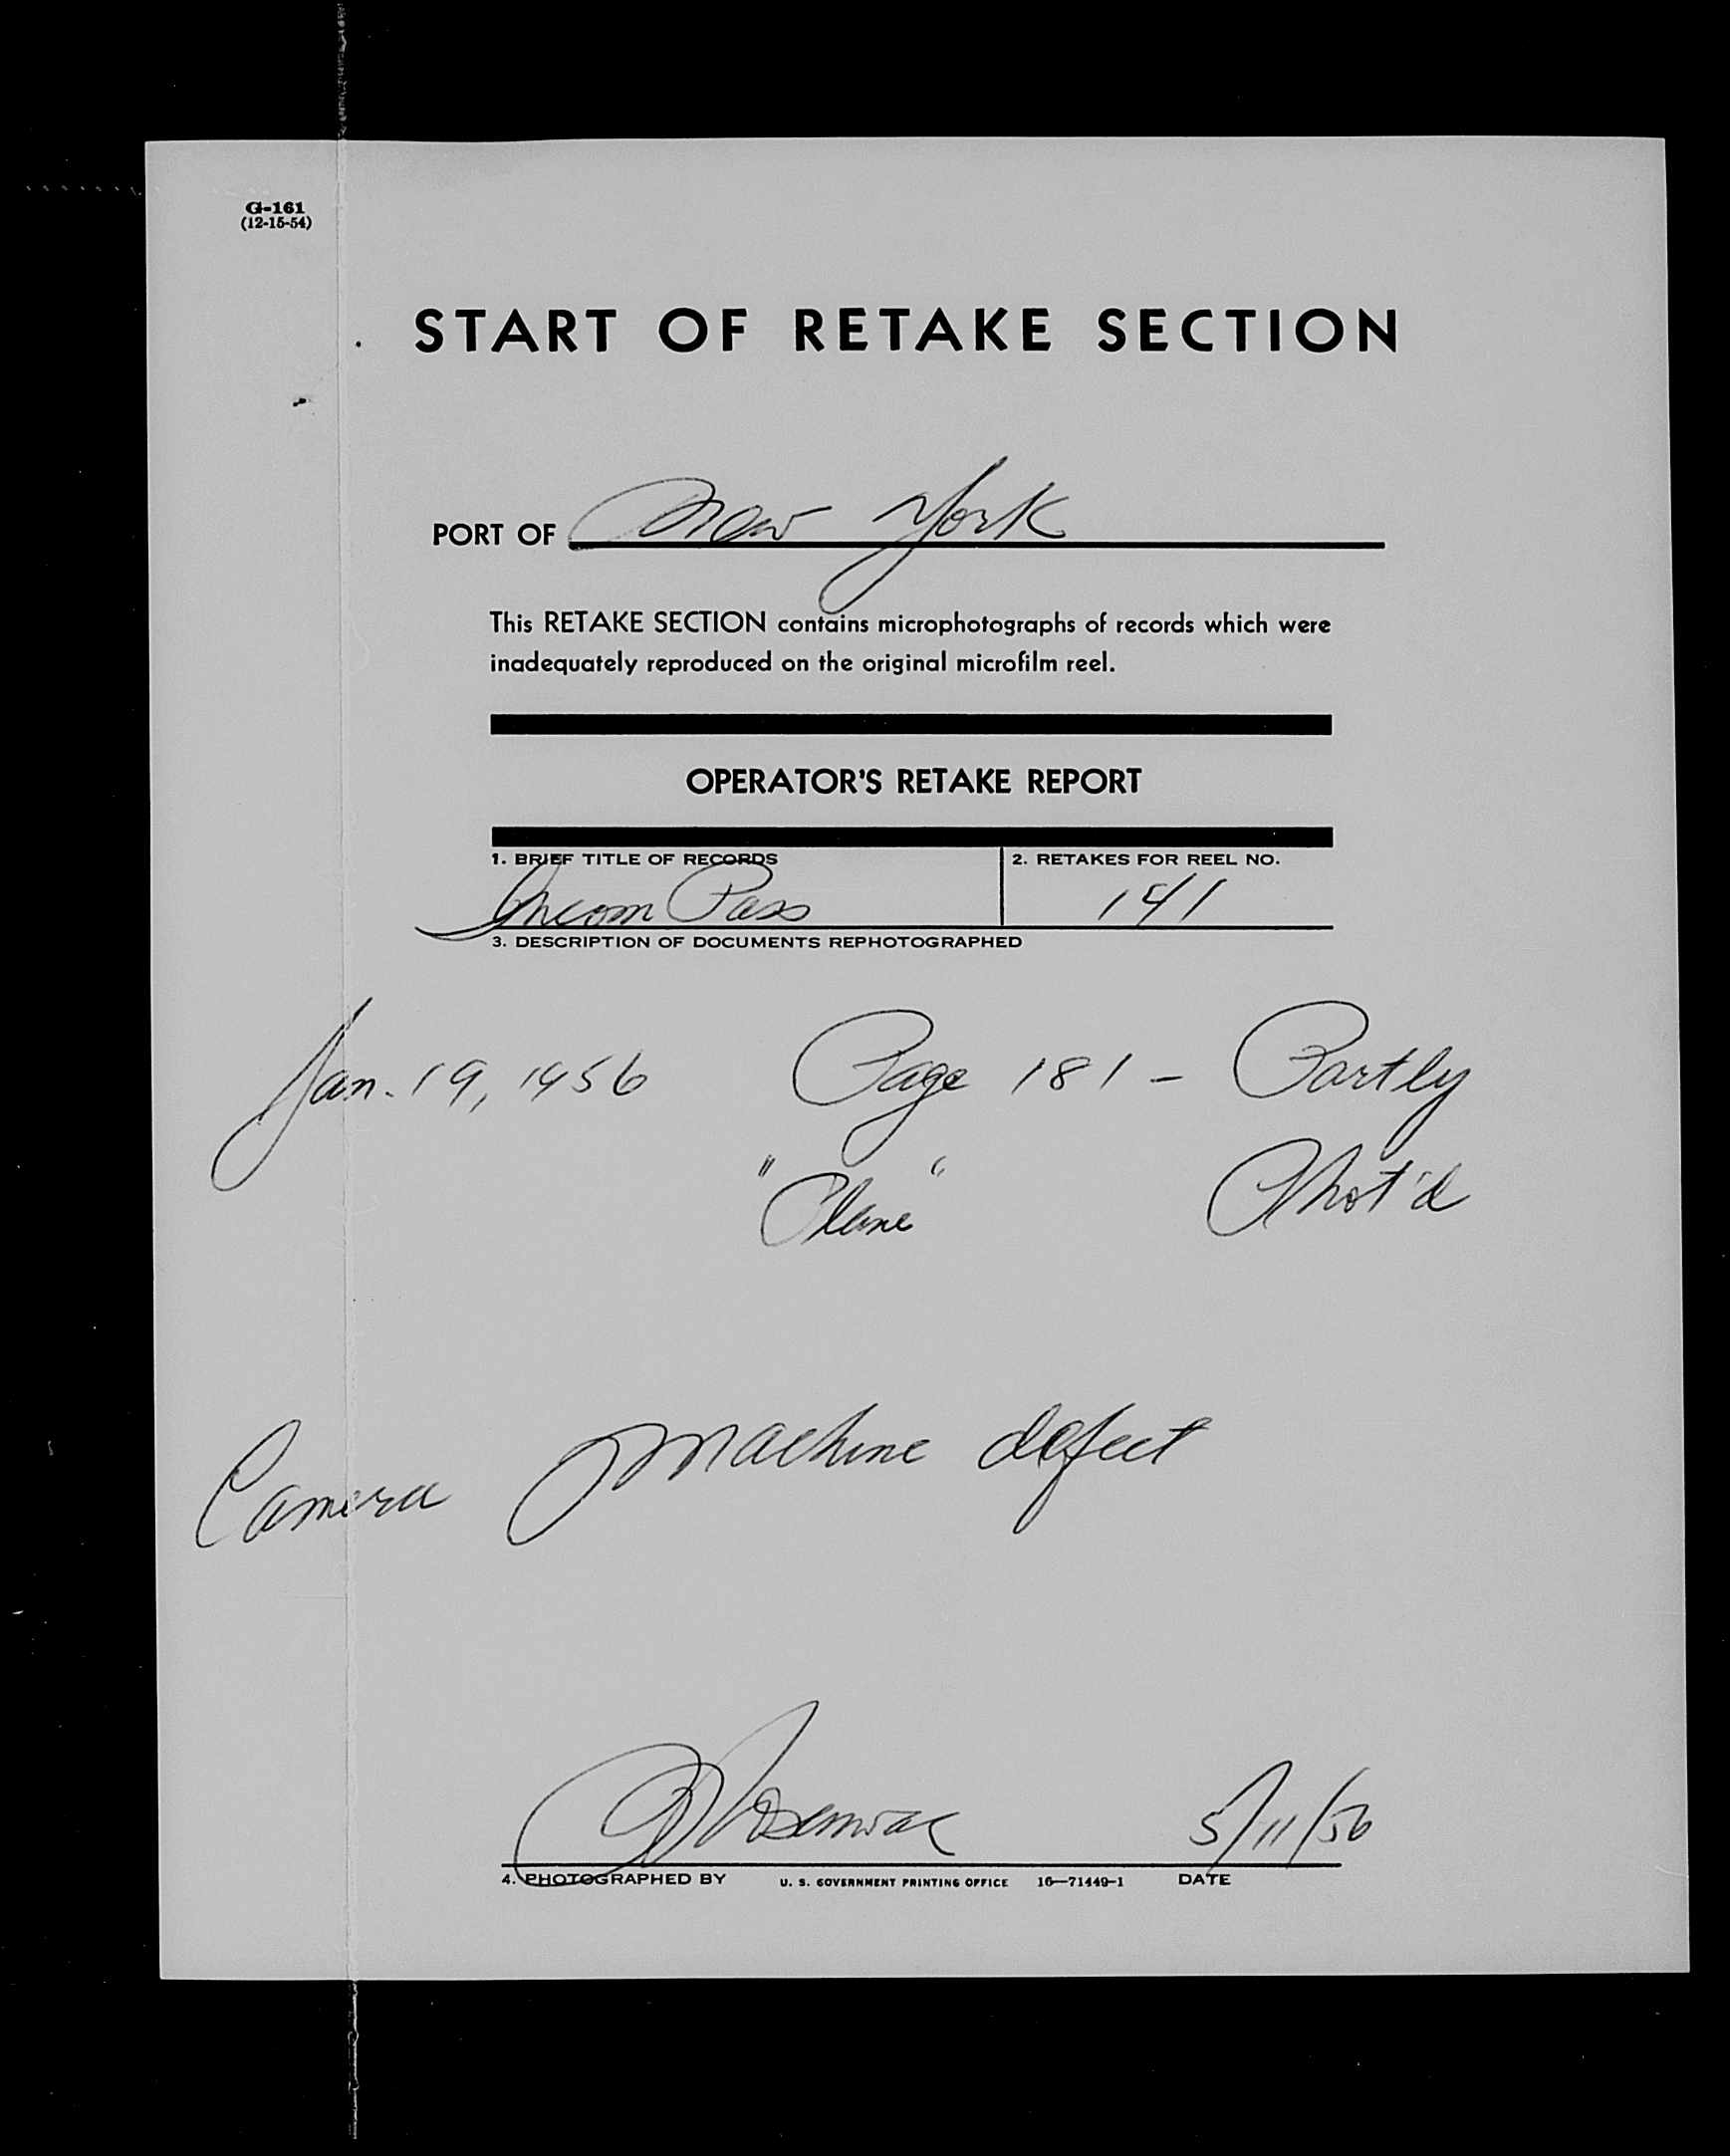 G-161
(12-15-54)
START OF RETAKE SECTION
PORT OF New York
This RETAKE SECTION contains microphotographs of records which were
inadequately reproduced on the original microfilm reel.
OPERATOR'S RETAKE REPORT
1. BRIEF TITLE OF RECORDS 2. RETAKES FOR REEL NO.
Incom Pass 141
3. DESCRIPTION OF DOCUMENTS REPHOTOGRAPHED
Jan. 19, 1956 Page 181 - Partly
"Plane" Phot'd
Camera Machine defect
5/11/56
4. PHOTOGRAPHED BY U. S. GOVERNMENT PRINTING OFFICE 16—71449-1 DATE